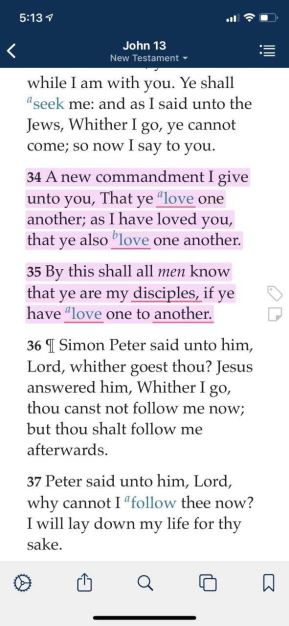 5:13
John 13
New Testament
while I am with you. Ye shall
a seek me: and as I said unto the
Jews, Whither I go, ye cannot
come; so now I say to you.
34 A new commandment I give
unto you, That ye a love one
another; as I have loved you,
that ye also b love one another.
35 By this shall all men know
that ye are my disciples, if ye
have a love one to another.
36 ¶ Simon Peter said unto him,
Lord, whither goest thou? Jesus
answered him, Whither I go,
thou canst not follow me now;
but thou shalt follow me
afterwards.
37 Peter said unto him, Lord,
why cannot I a follow thee now?
I will lay down my life for thy
sake.